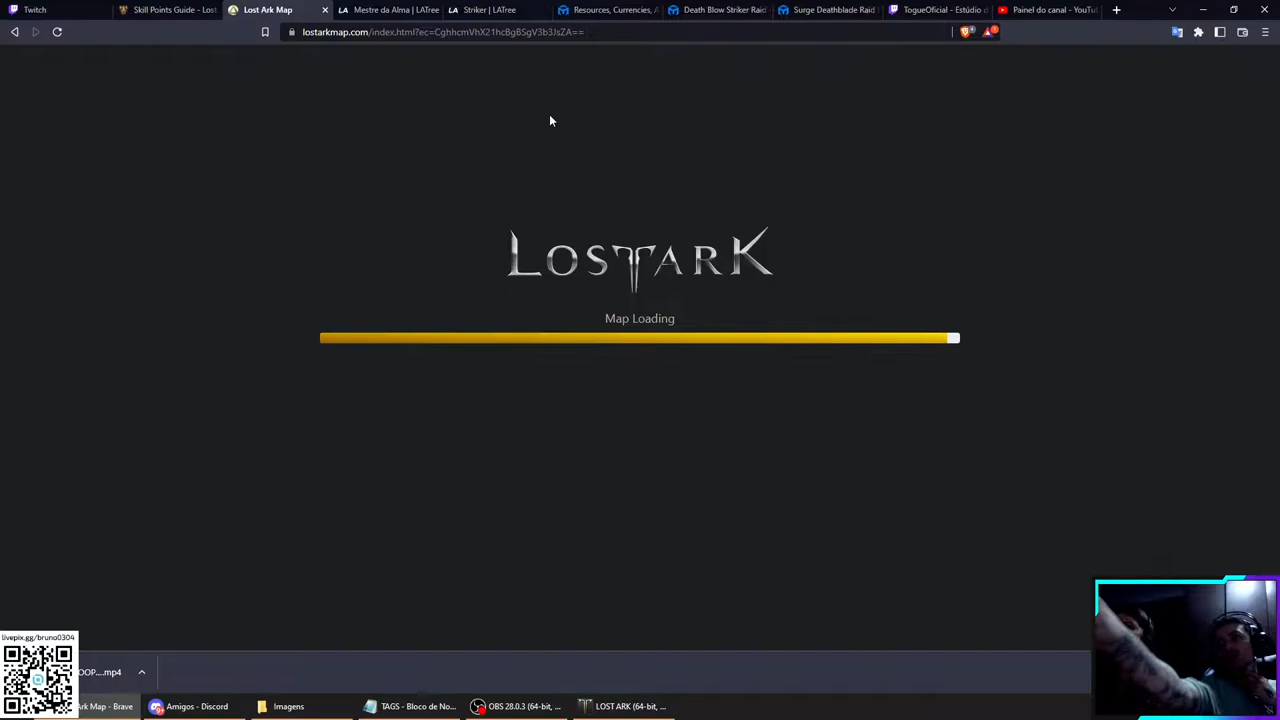 Twitch
Skill Points Guide - Lost
Lost Ark Map
Mestre da Alma | LATree
Striker | LATree
Resources, Currencies, A
Death Blow Striker Raid
Surge Deathblade Raid
TogueOficial - Estúdio d
Painel do canal - YouTu
lostarkmap.com/index.html?ec=CghhcmVhX21hcBgBSgV3b3JsZA==
LOST ARK
Map Loading
livepix.gg/bruno0304
OOP....mp4
Ark Map - Brave
Amigos - Discord
Imagens
TAGS - Bloco de No...
OBS 28.0.3 (64-bit, ...
LOST ARK (64-bit, ...